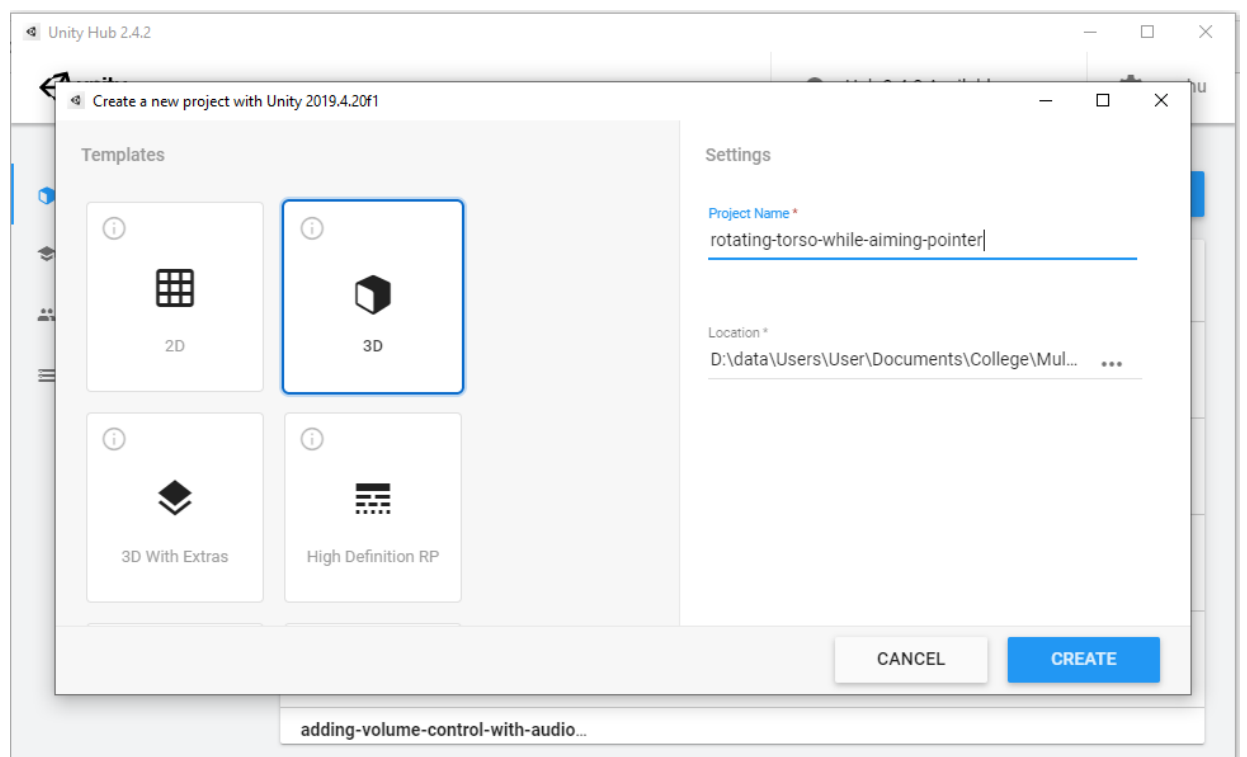 Unity Hub 2.4.2
Create a new project with Unity 2019.4.20f1
Templates
Settings
2D
3D
3D With Extras
High Definition RP
Project Name *
rotating-torso-while-aiming-pointer
Location *
D:\data\Users\User\Documents\College\Mul...
CANCEL
CREATE
adding-volume-control-with-audio...